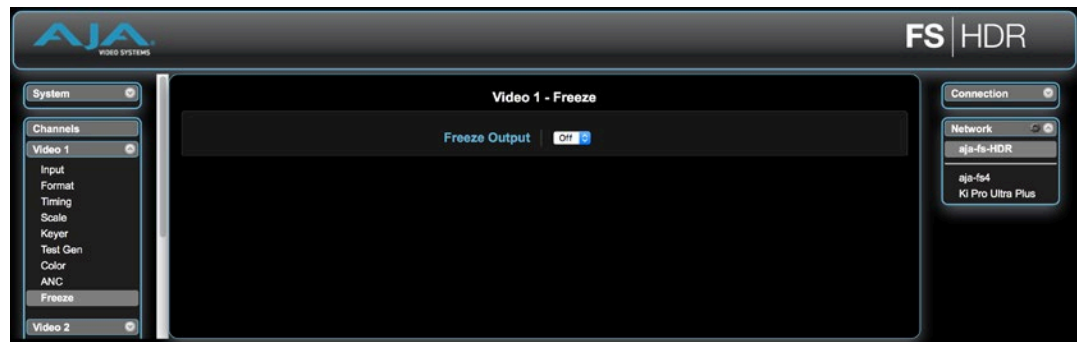 AJA
VIDEO SYSTEMS
FS | HDR
System
Channels
Video 1
Input
Format
Timing
Scale
Keyer
Test Gen
Color
ANC
Freeze
Video 2
Video 1 - Freeze
Freeze Output
Off
Connection
Network
aja-fs-HDR
aja-fs4
Ki Pro Ultra Plus